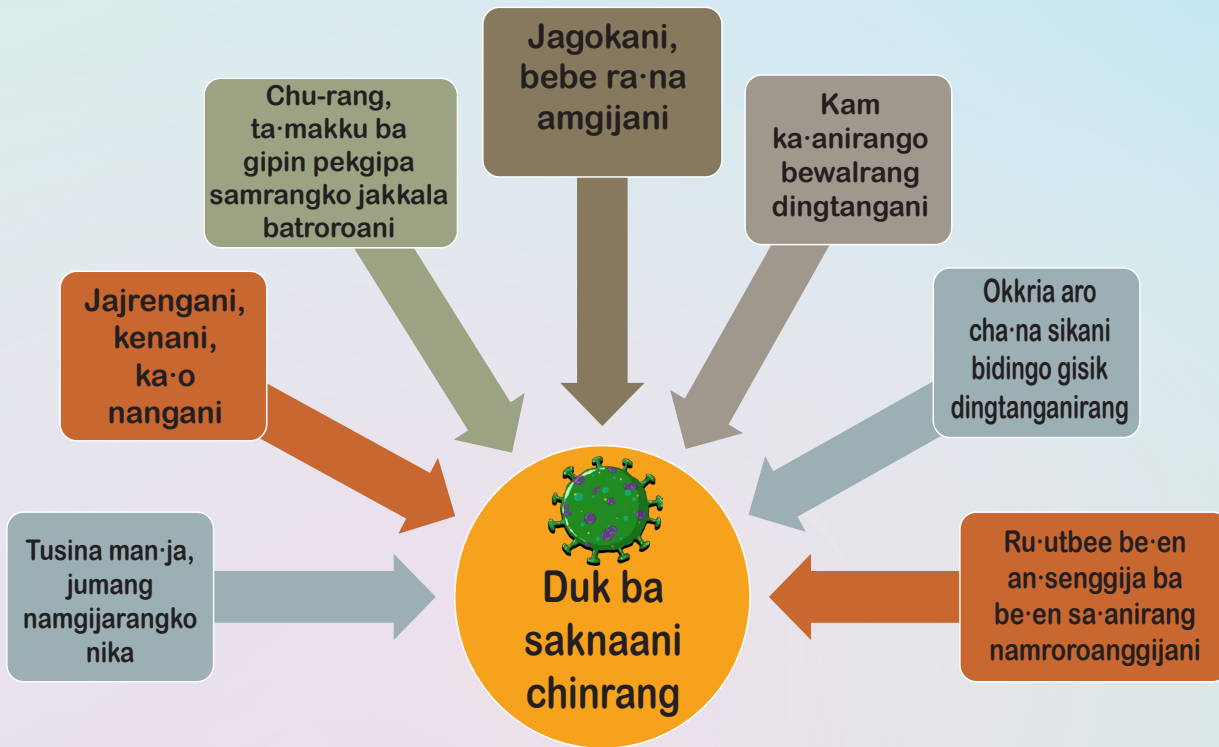 Jagokani,
bebe ra·na
amgijani
Chu-rang,
ta·makku ba
gipin pekgipa
samrangko jakkala
batroroani
Kam
ka·anirango
bewalrang
dingtangani
Jajrengani,
kenani,
ka·o
nangani
Okkria aro
cha·na sikani
bidingo gisik
dingtanganirang
Tusina man·ja,
jumang
namgijarangko
nika
Ru·utbee be·en
an·senggija ba
be·en sa·anirang
namroroanggijani
Duk ba
saknaani
chinrang